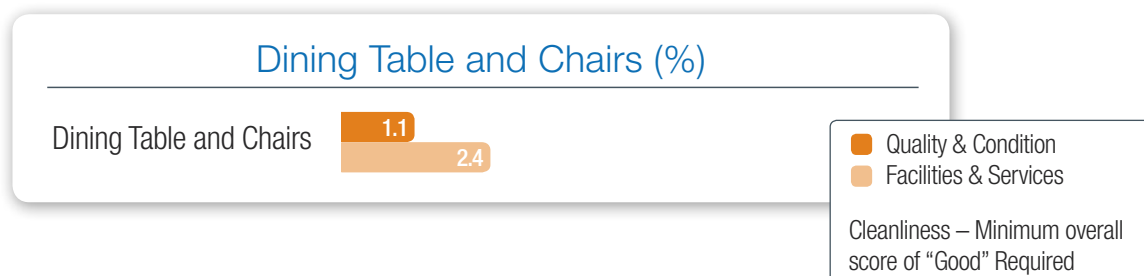 Dining Table and Chairs (%)
Dining Table and Chairs
1.1
2.4
Quality & Condition
Facilities & Services
Cleanliness – Minimum overall
score of “Good” Required